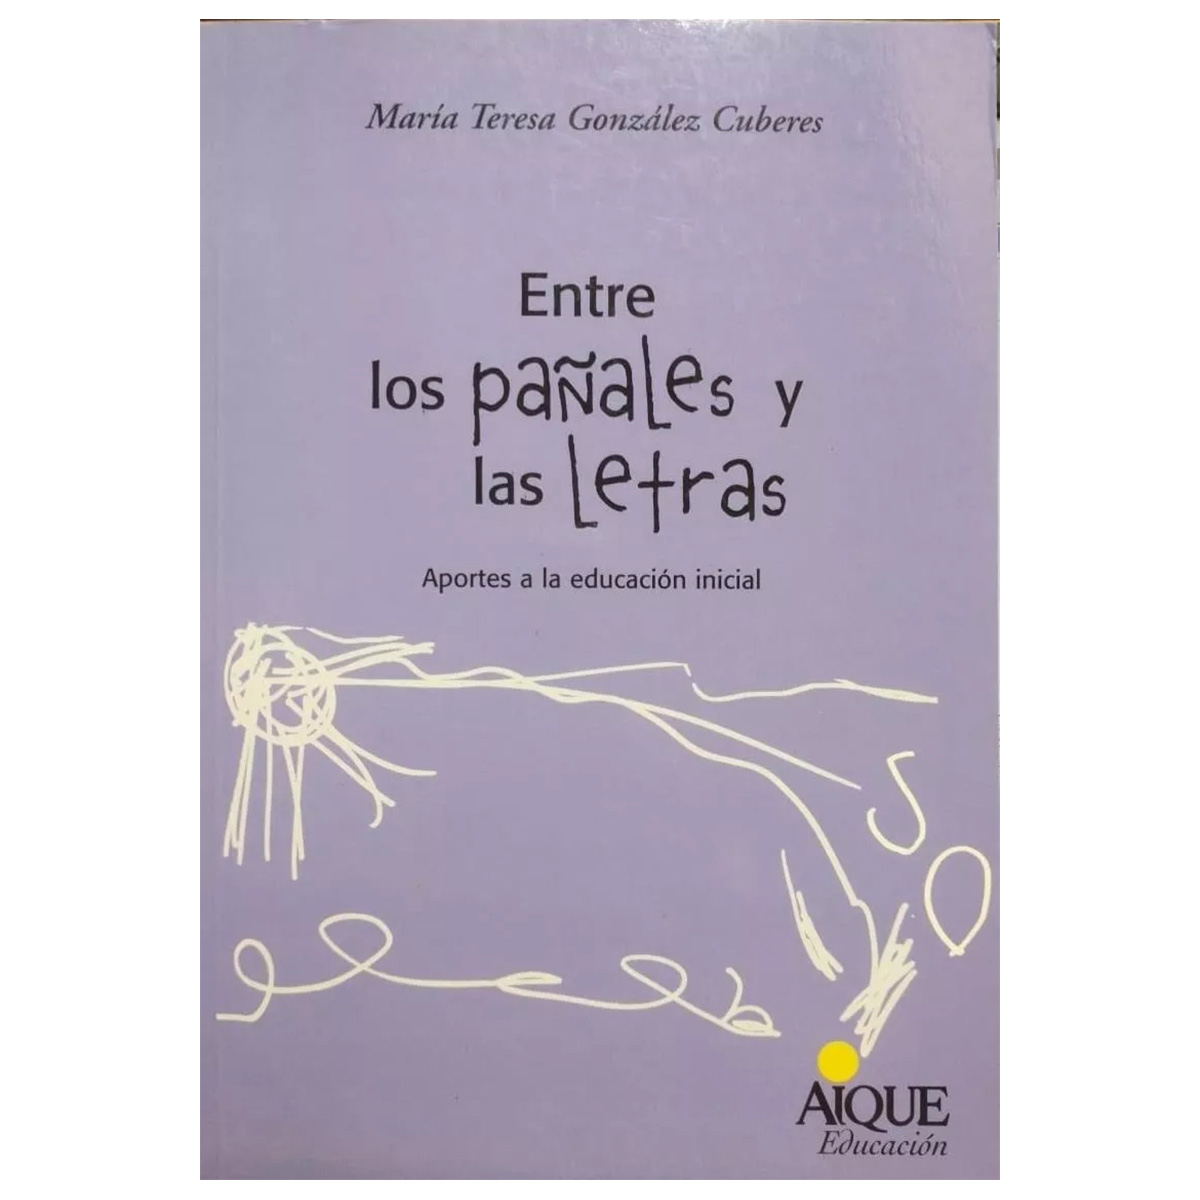 María Teresa González Cuberes
Entre
los pañales y
las letras
Aportes a la educación inicial
AIQUE
Educación